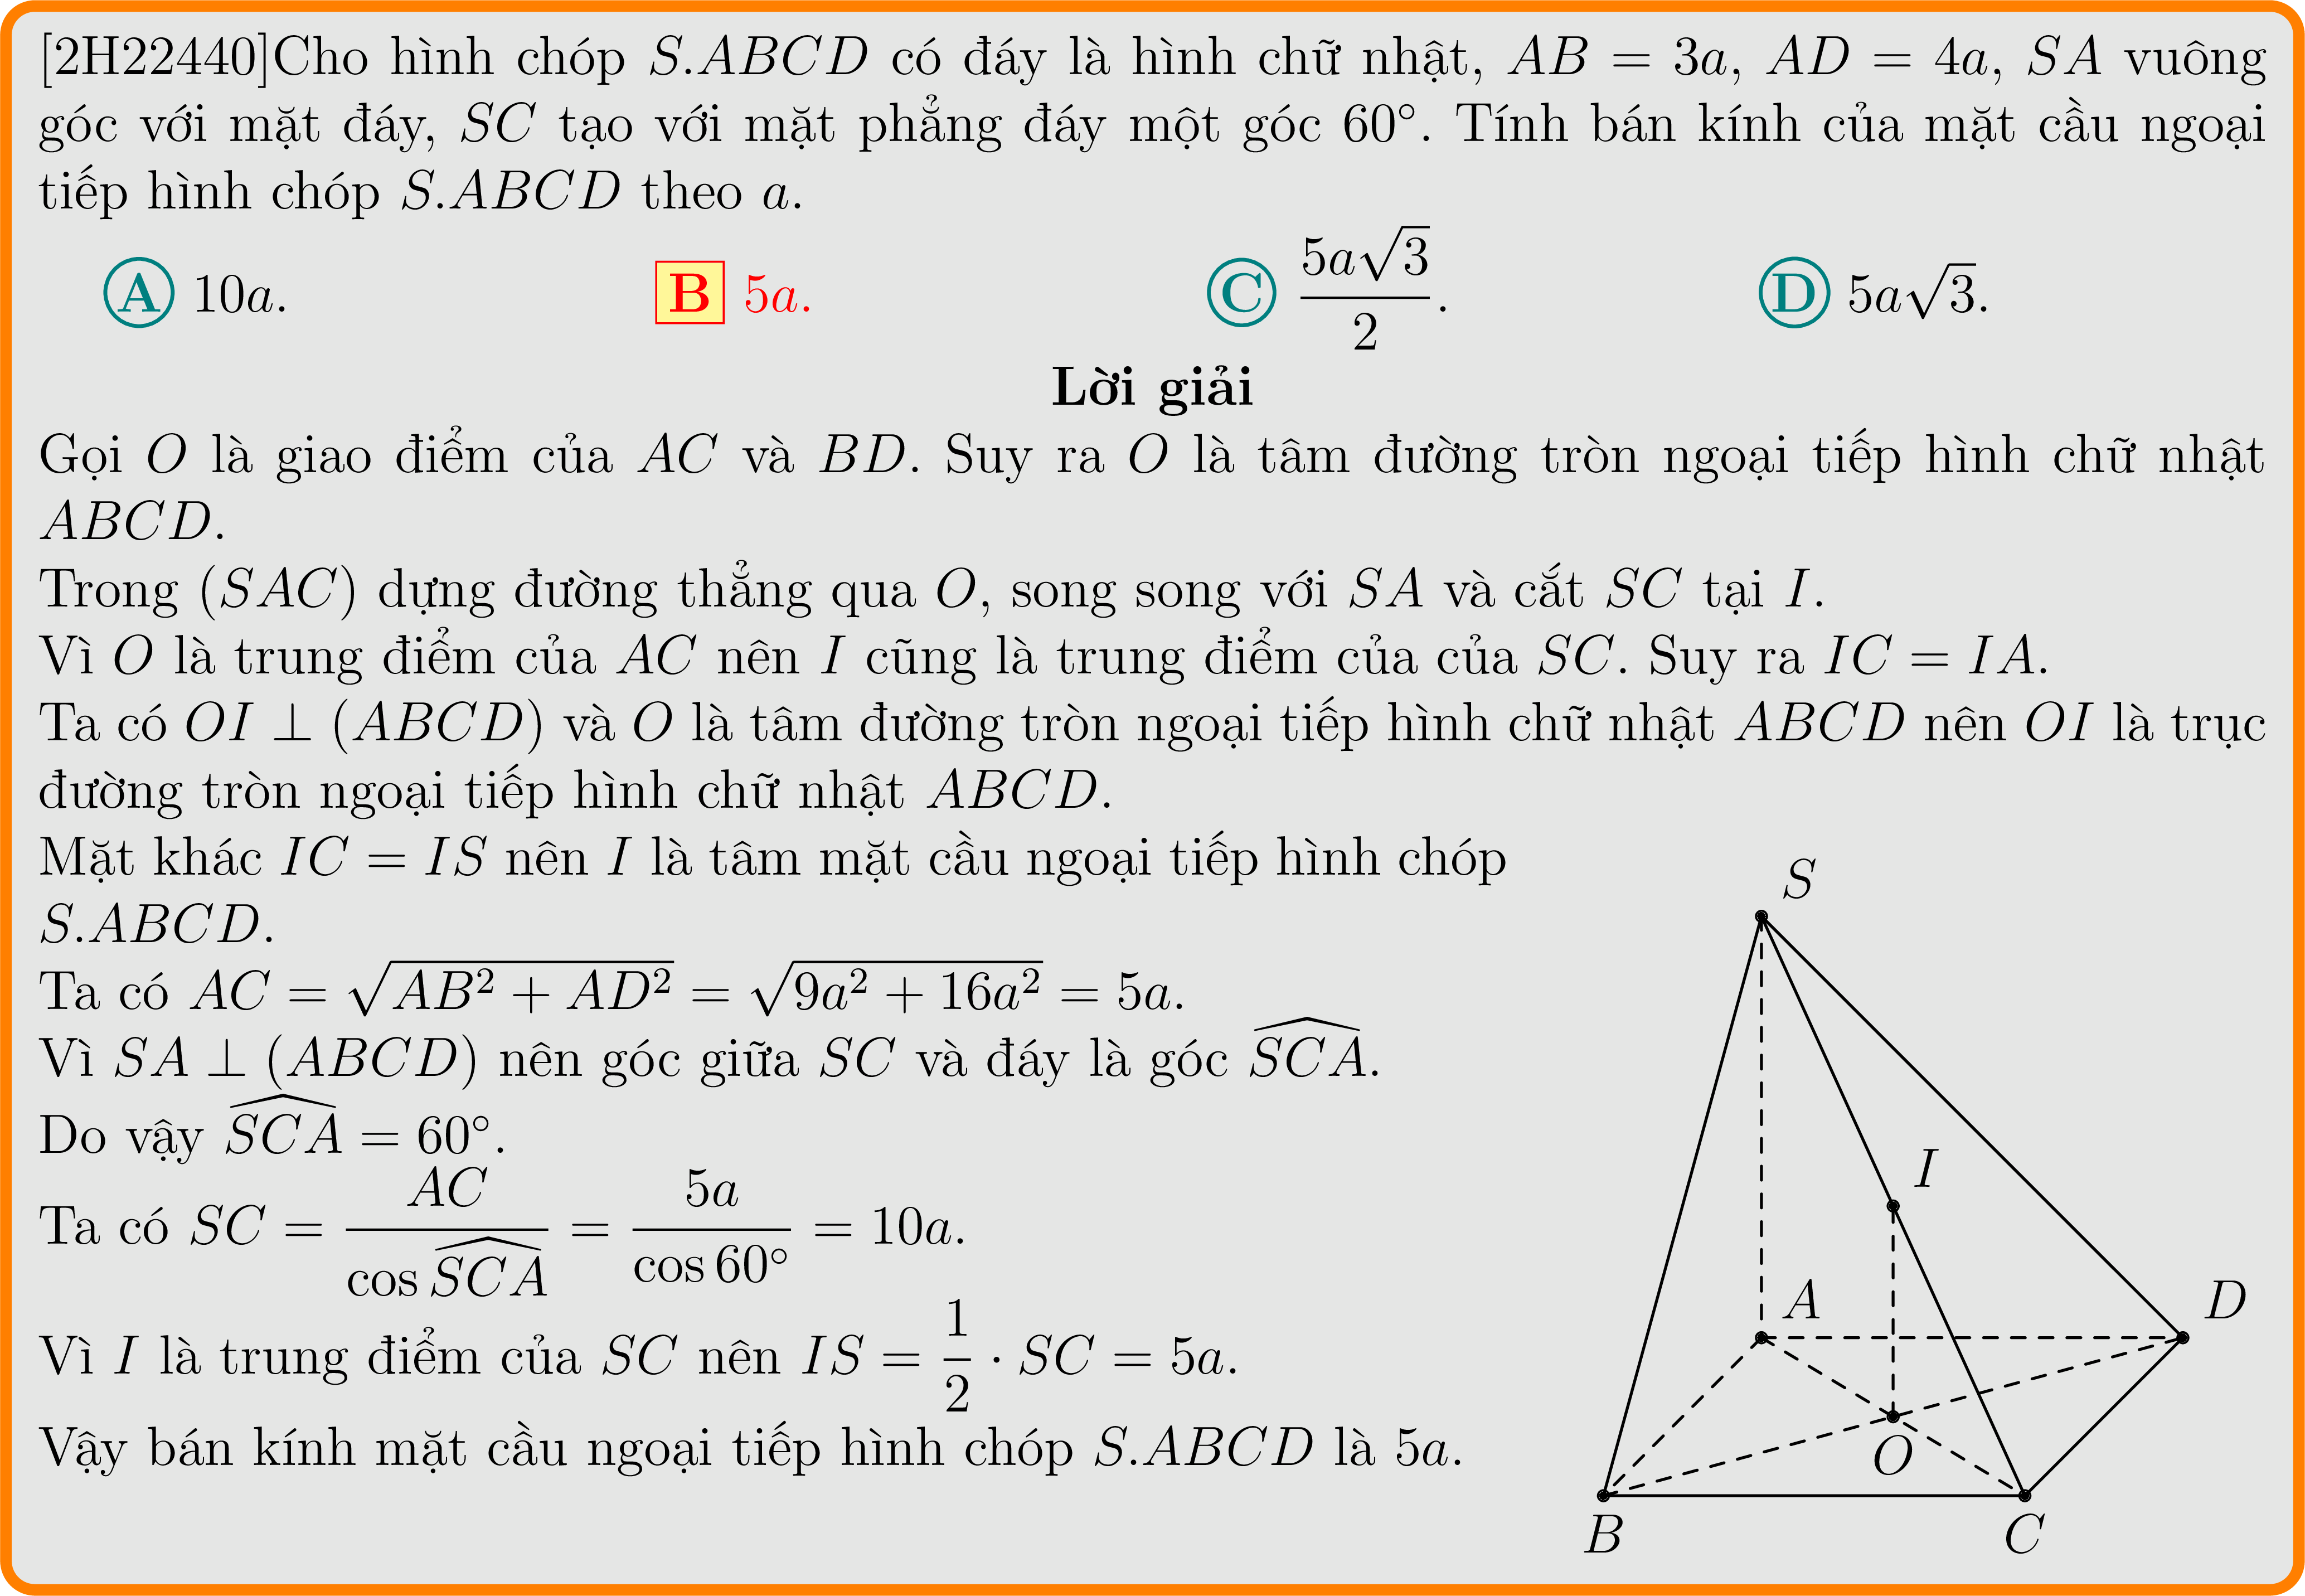 [2H22440]Cho hình chóp S.ABCD có đáy là hình chữ nhật, AB = 3a, AD = 4a, SA vuông
góc với mặt đáy, SC tạo với mặt phẳng đáy một góc 60°. Tính bán kính của mặt cầu ngoại
tiếp hình chóp S.ABCD theo a.
A 10a. B 5a. C \frac{5a\sqrt{3}}{2}. D 5a\sqrt{3}.
Lời giải
Gọi O là giao điểm của AC và BD. Suy ra O là tâm đường tròn ngoại tiếp hình chữ nhật
ABCD.
Trong (SAC) dựng đường thẳng qua O, song song với SA và cắt SC tại I.
Vì O là trung điểm của AC nên I cũng là trung điểm của của SC. Suy ra IC = IA.
Ta có OI ⊥ (ABCD) và O là tâm đường tròn ngoại tiếp hình chữ nhật ABCD nên OI là trục
đường tròn ngoại tiếp hình chữ nhật ABCD.
Mặt khác IC = IS nên I là tâm mặt cầu ngoại tiếp hình chóp
S.ABCD.
Ta có AC = \sqrt{AB^2 + AD^2} = \sqrt{9a^2 + 16a^2} = 5a.
Vì SA ⊥ (ABCD) nên góc giữa SC và đáy là góc \widehat{SCA}.
Do vậy \widehat{SCA} = 60°.
Ta có SC = \frac{AC}{\cos \widehat{SCA}} = \frac{5a}{\cos 60°} = 10a.
Vì I là trung điểm của SC nên IS = \frac{1}{2} · SC = 5a.
Vậy bán kính mặt cầu ngoại tiếp hình chóp S.ABCD là 5a.
S
I
A
D
O
B
C